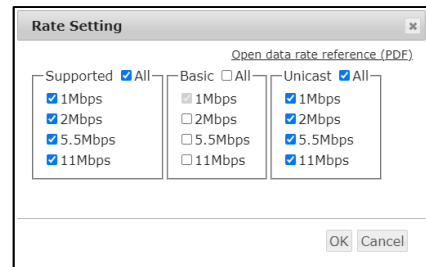 Rate Setting
Open data rate reference (PDF)
Supported All Basic All Unicast All
1Mbps 1Mbps 1Mbps
2Mbps 2Mbps 2Mbps
5.5Mbps 5.5Mbps 5.5Mbps
11Mbps 11Mbps 11Mbps
OK Cancel